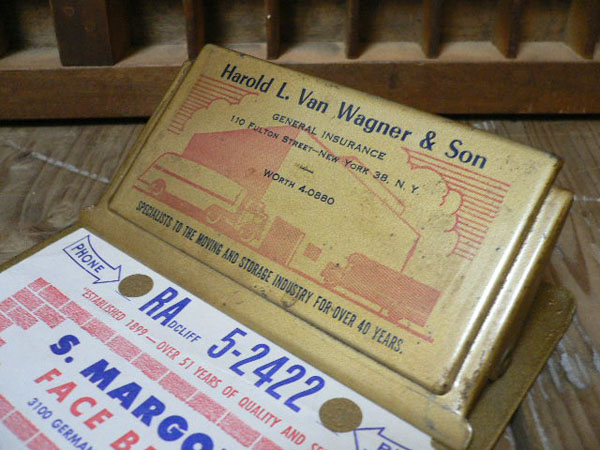 Harold L. Van Wagner & Son
GENERAL INSURANCE
110 FULTON STREET—NEW YORK 38, N. Y.
WORTH 4-0880
SPECIALISTS TO THE MOVING AND STORAGE INDUSTRY FOR OVER 40 YEARS.
PHONE
RADCLIFF 5-2422
ESTABLISHED 1899 — OVER 51 YEARS OF QUALITY AND
S. MARGO
FACE
3100 GERMAN